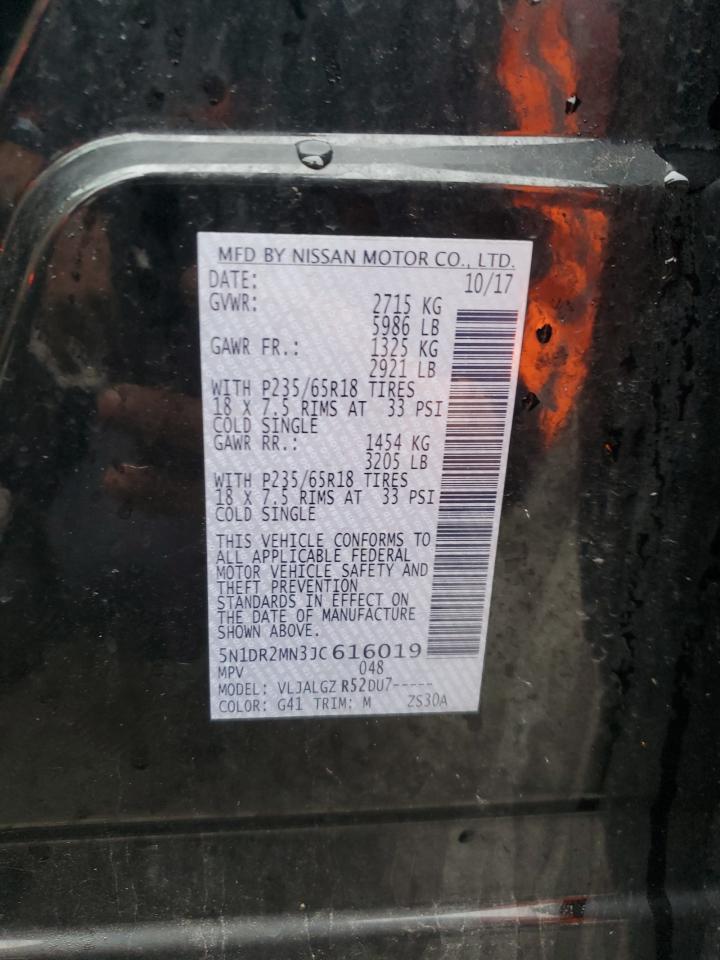 MFD BY NISSAN MOTOR CO., LTD.
DATE: 10/17
GVWR: 2715 KG
5986 LB
GAWR FR.: 1325 KG
2921 LB
WITH P235/65R18 TIRES
18 X 7.5 RIMS AT 33 PSI
COLD SINGLE
GAWR RR.: 1454 KG
3205 LB
WITH P235/65R18 TIRES
18 X 7.5 RIMS AT 33 PSI
COLD SINGLE
THIS VEHICLE CONFORMS TO
ALL APPLICABLE FEDERAL
MOTOR VEHICLE SAFETY AND
THEFT PREVENTION
STANDARDS IN EFFECT ON
THE DATE OF MANUFACTURE
SHOWN ABOVE.
5N1DR2MN3JC616019
MPV 048
MODEL: VLJALGZ R52DU7-----
COLOR: G41 TRIM: M ZS30A